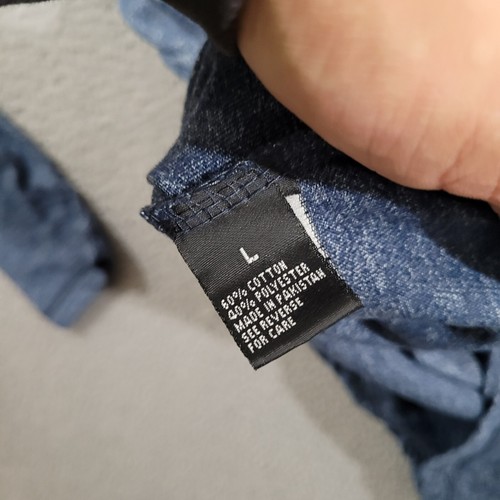 L
60% COTTON
40% POLYESTER
MADE IN PAKISTAN
SEE REVERSE
FOR CARE